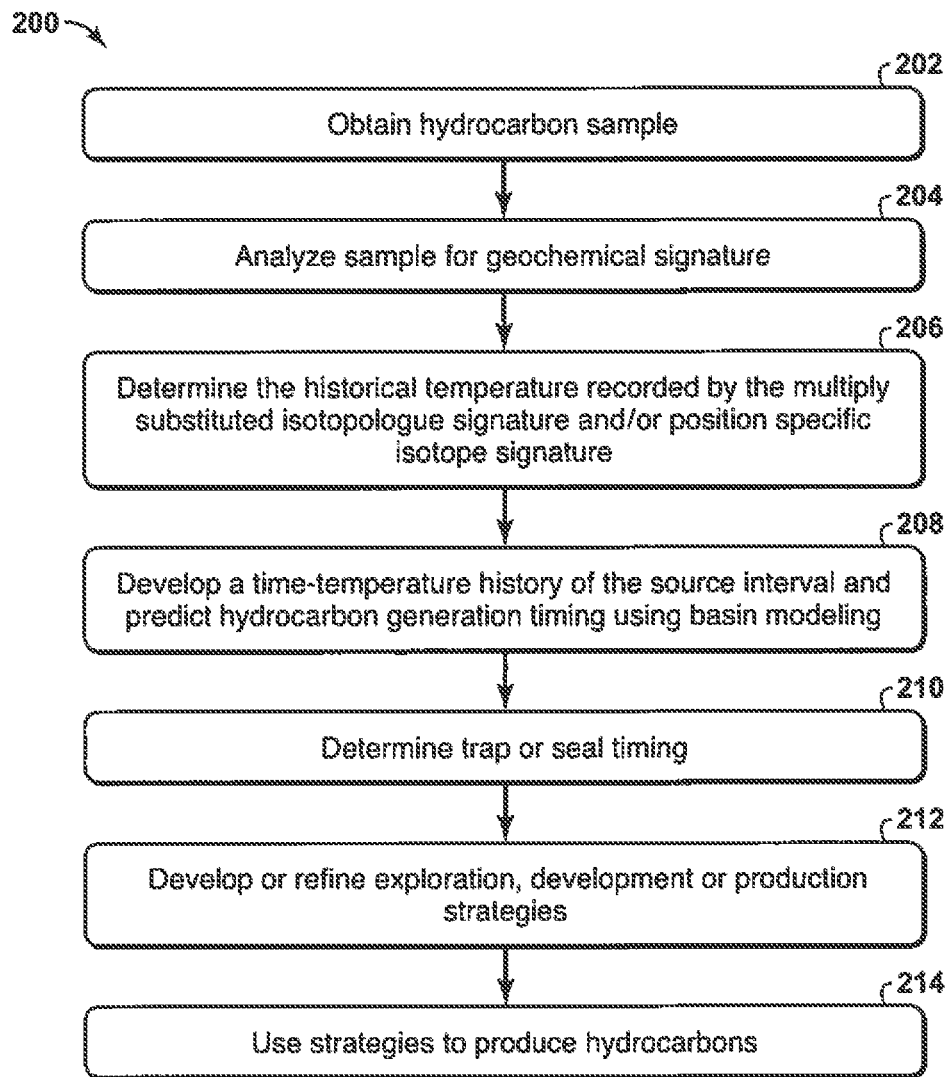 200
202
Obtain hydrocarbon sample
204
Analyze sample for geochemical signature
206
Determine the historical temperature recorded by the multiply
substituted isotopologue signature and/or position specific
isotope signature
208
Develop a time-temperature history of the source interval and
predict hydrocarbon generation timing using basin modeling
210
Determine trap or seal timing
212
Develop or refine exploration, development or production
strategies
214
Use strategies to produce hydrocarbons